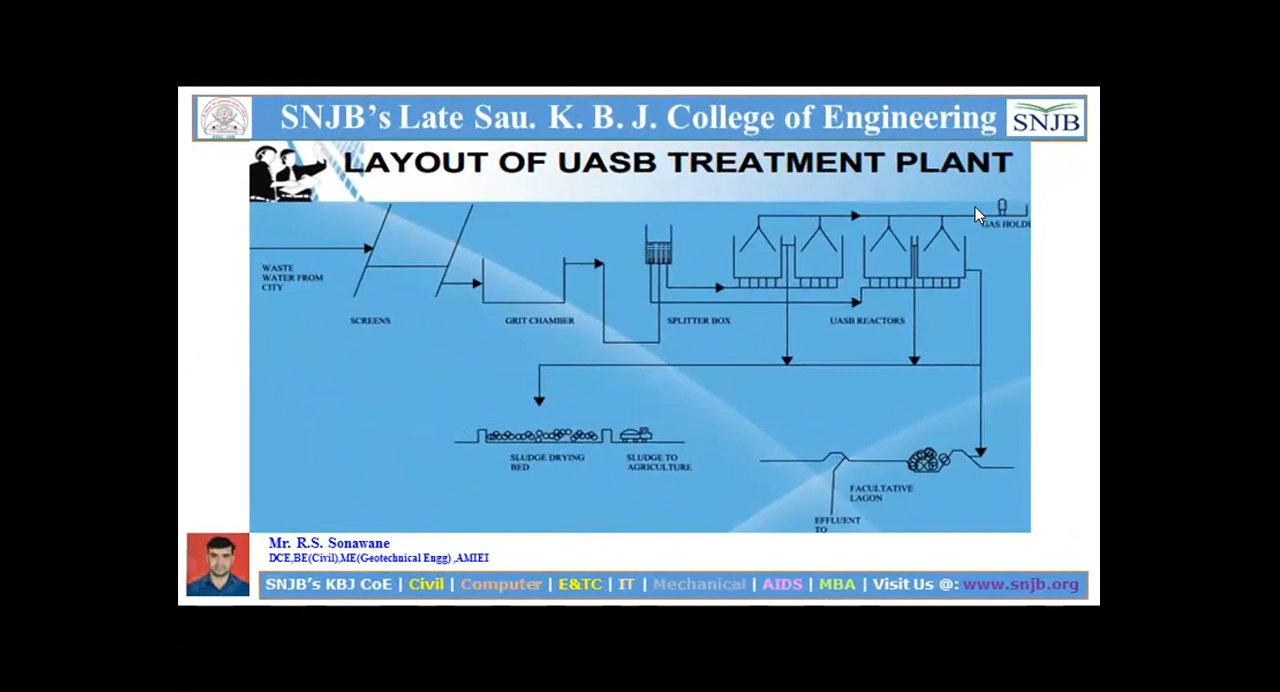 SNJB's Late Sau. K. B. J. College of Engineering
SNJB
LAYOUT OF UASB TREATMENT PLANT
GAS HOLD
WASTE
WATER FROM
CITY
SCREENS
GRIT CHAMBER
SPLITTER BOX
UASB REACTORS
SLUDGE DRYING
BED
SLUDGE TO
AGRICULTURE
FACULTATIVE
LAGON
EFFLUENT
TO
Mr. R.S. Sonawane
DCE,BE(Civil),ME(Geotechnical Engg) ,AMIEI
SNJB's KBJ CoE | Civil | Computer | E&TC | IT | Mechanical | AIDS | MBA | Visit Us @: www.snjb.org